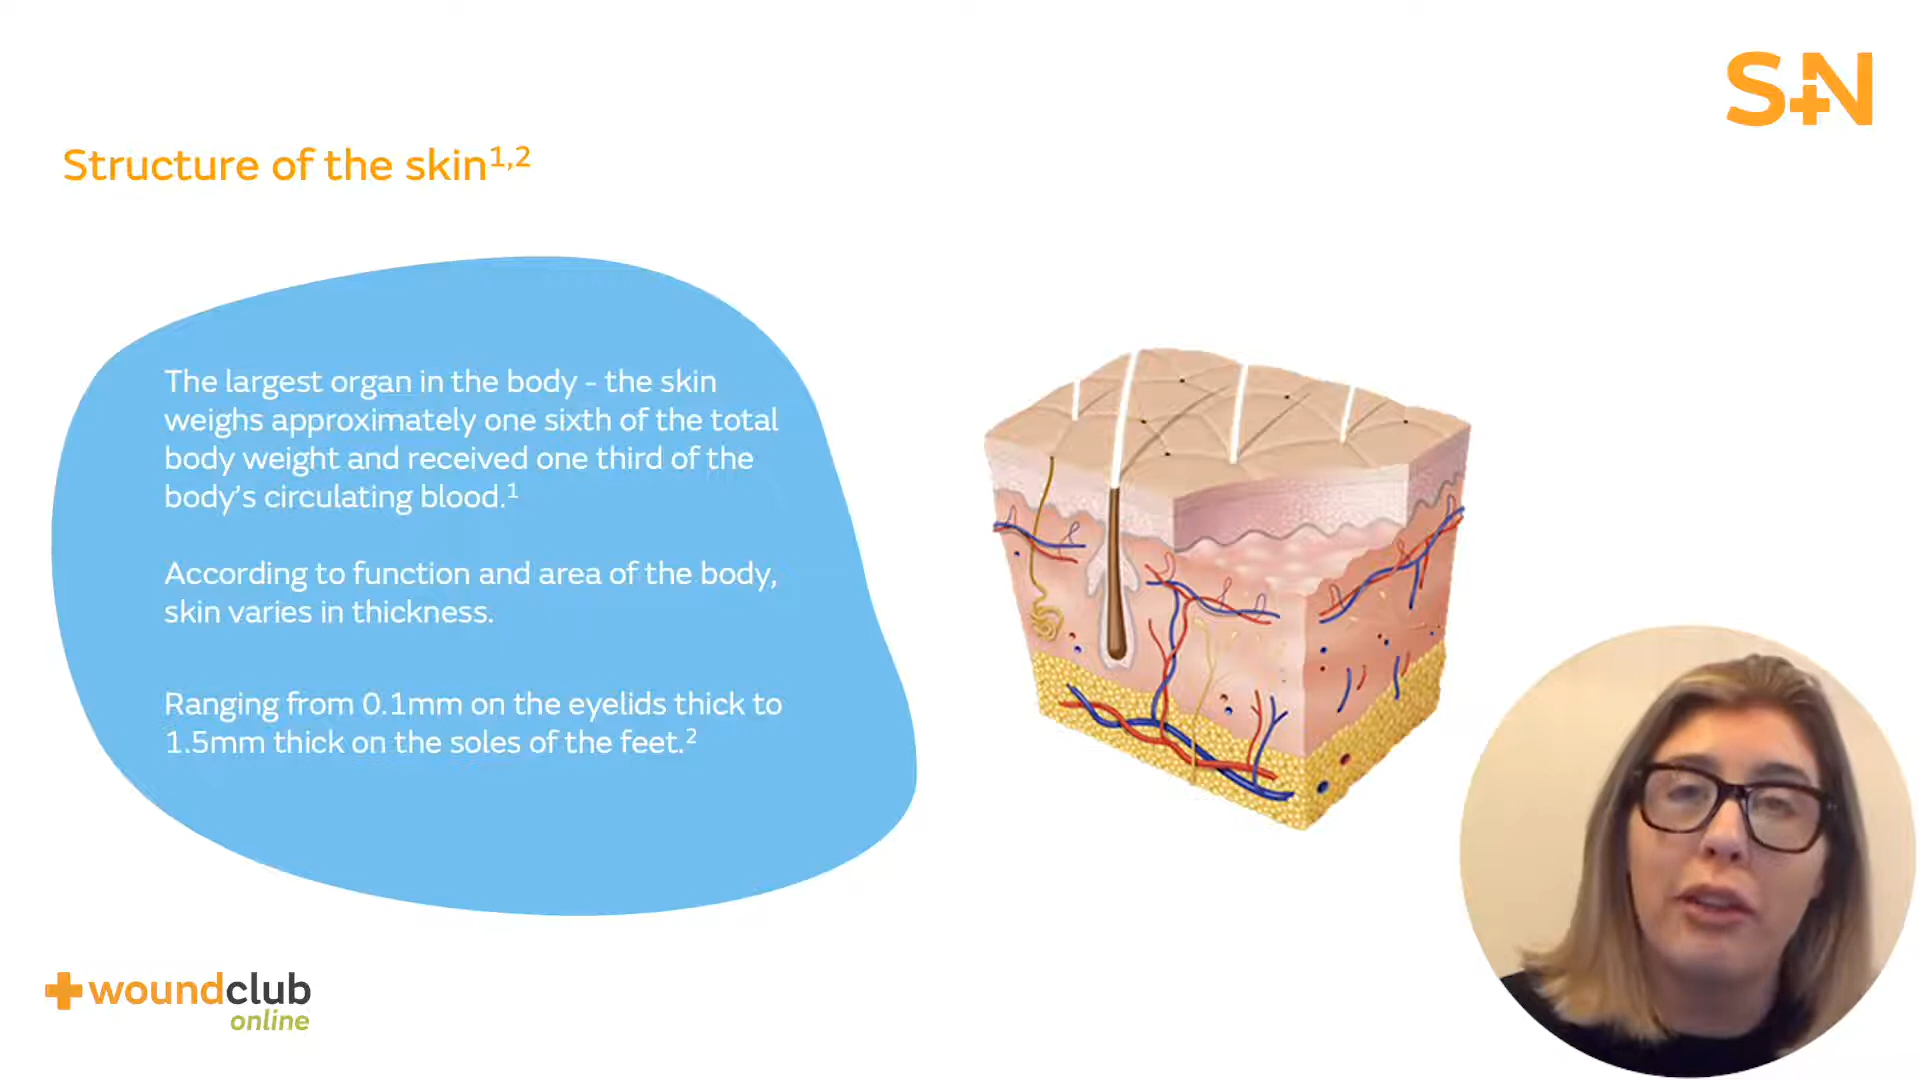 S+N
Structure of the skin1,2
The largest organ in the body - the skin
weighs approximately one sixth of the total
body weight and received one third of the
body's circulating blood.1
According to function and area of the body,
skin varies in thickness.
Ranging from 0.1mm on the eyelids thick to
1.5mm thick on the soles of the feet.2
woundclub
online